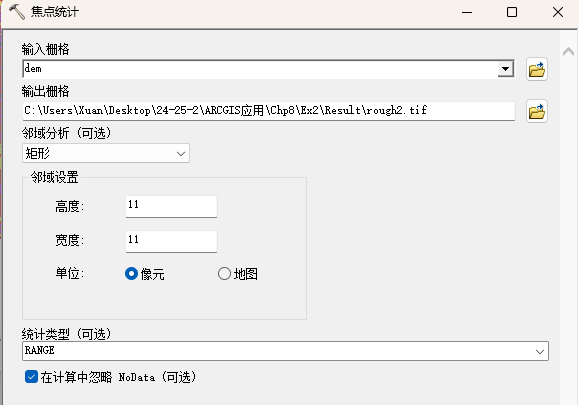 焦点统计
输入栅格
dem
输出栅格
C:\Users\Xuan\Desktop\24-25-2\ARCGIS应用\Chp8\Ex2\Result\rough2.tif
邻域分析（可选）
矩形
邻域设置
高度: 11
宽度: 11
单位: 像元 地图
统计类型（可选）
RANGE
在计算中忽略 NoData（可选）